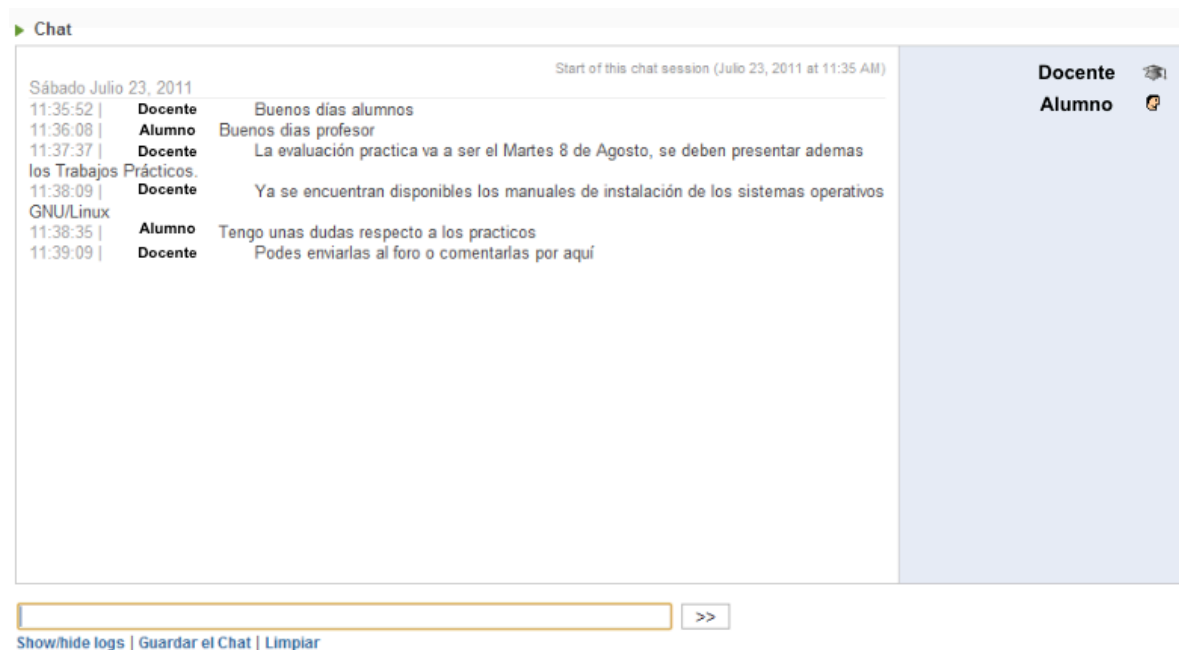 Chat
Start of this chat session (Julio 23, 2011 at 11:35 AM)
Sábado Julio 23, 2011
11:35:52 | Docente Buenos días alumnos
11:36:08 | Alumno Buenos dias profesor
11:37:37 | Docente La evaluación practica va a ser el Martes 8 de Agosto, se deben presentar ademas
los Trabajos Prácticos.
11:38:09 | Docente Ya se encuentran disponibles los manuales de instalación de los sistemas operativos
GNU/Linux
11:38:35 | Alumno Tengo unas dudas respecto a los practicos
11:39:09 | Docente Podes enviarlas al foro o comentarlas por aquí
Docente
Alumno
>>
Show/hide logs | Guardar el Chat | Limpiar